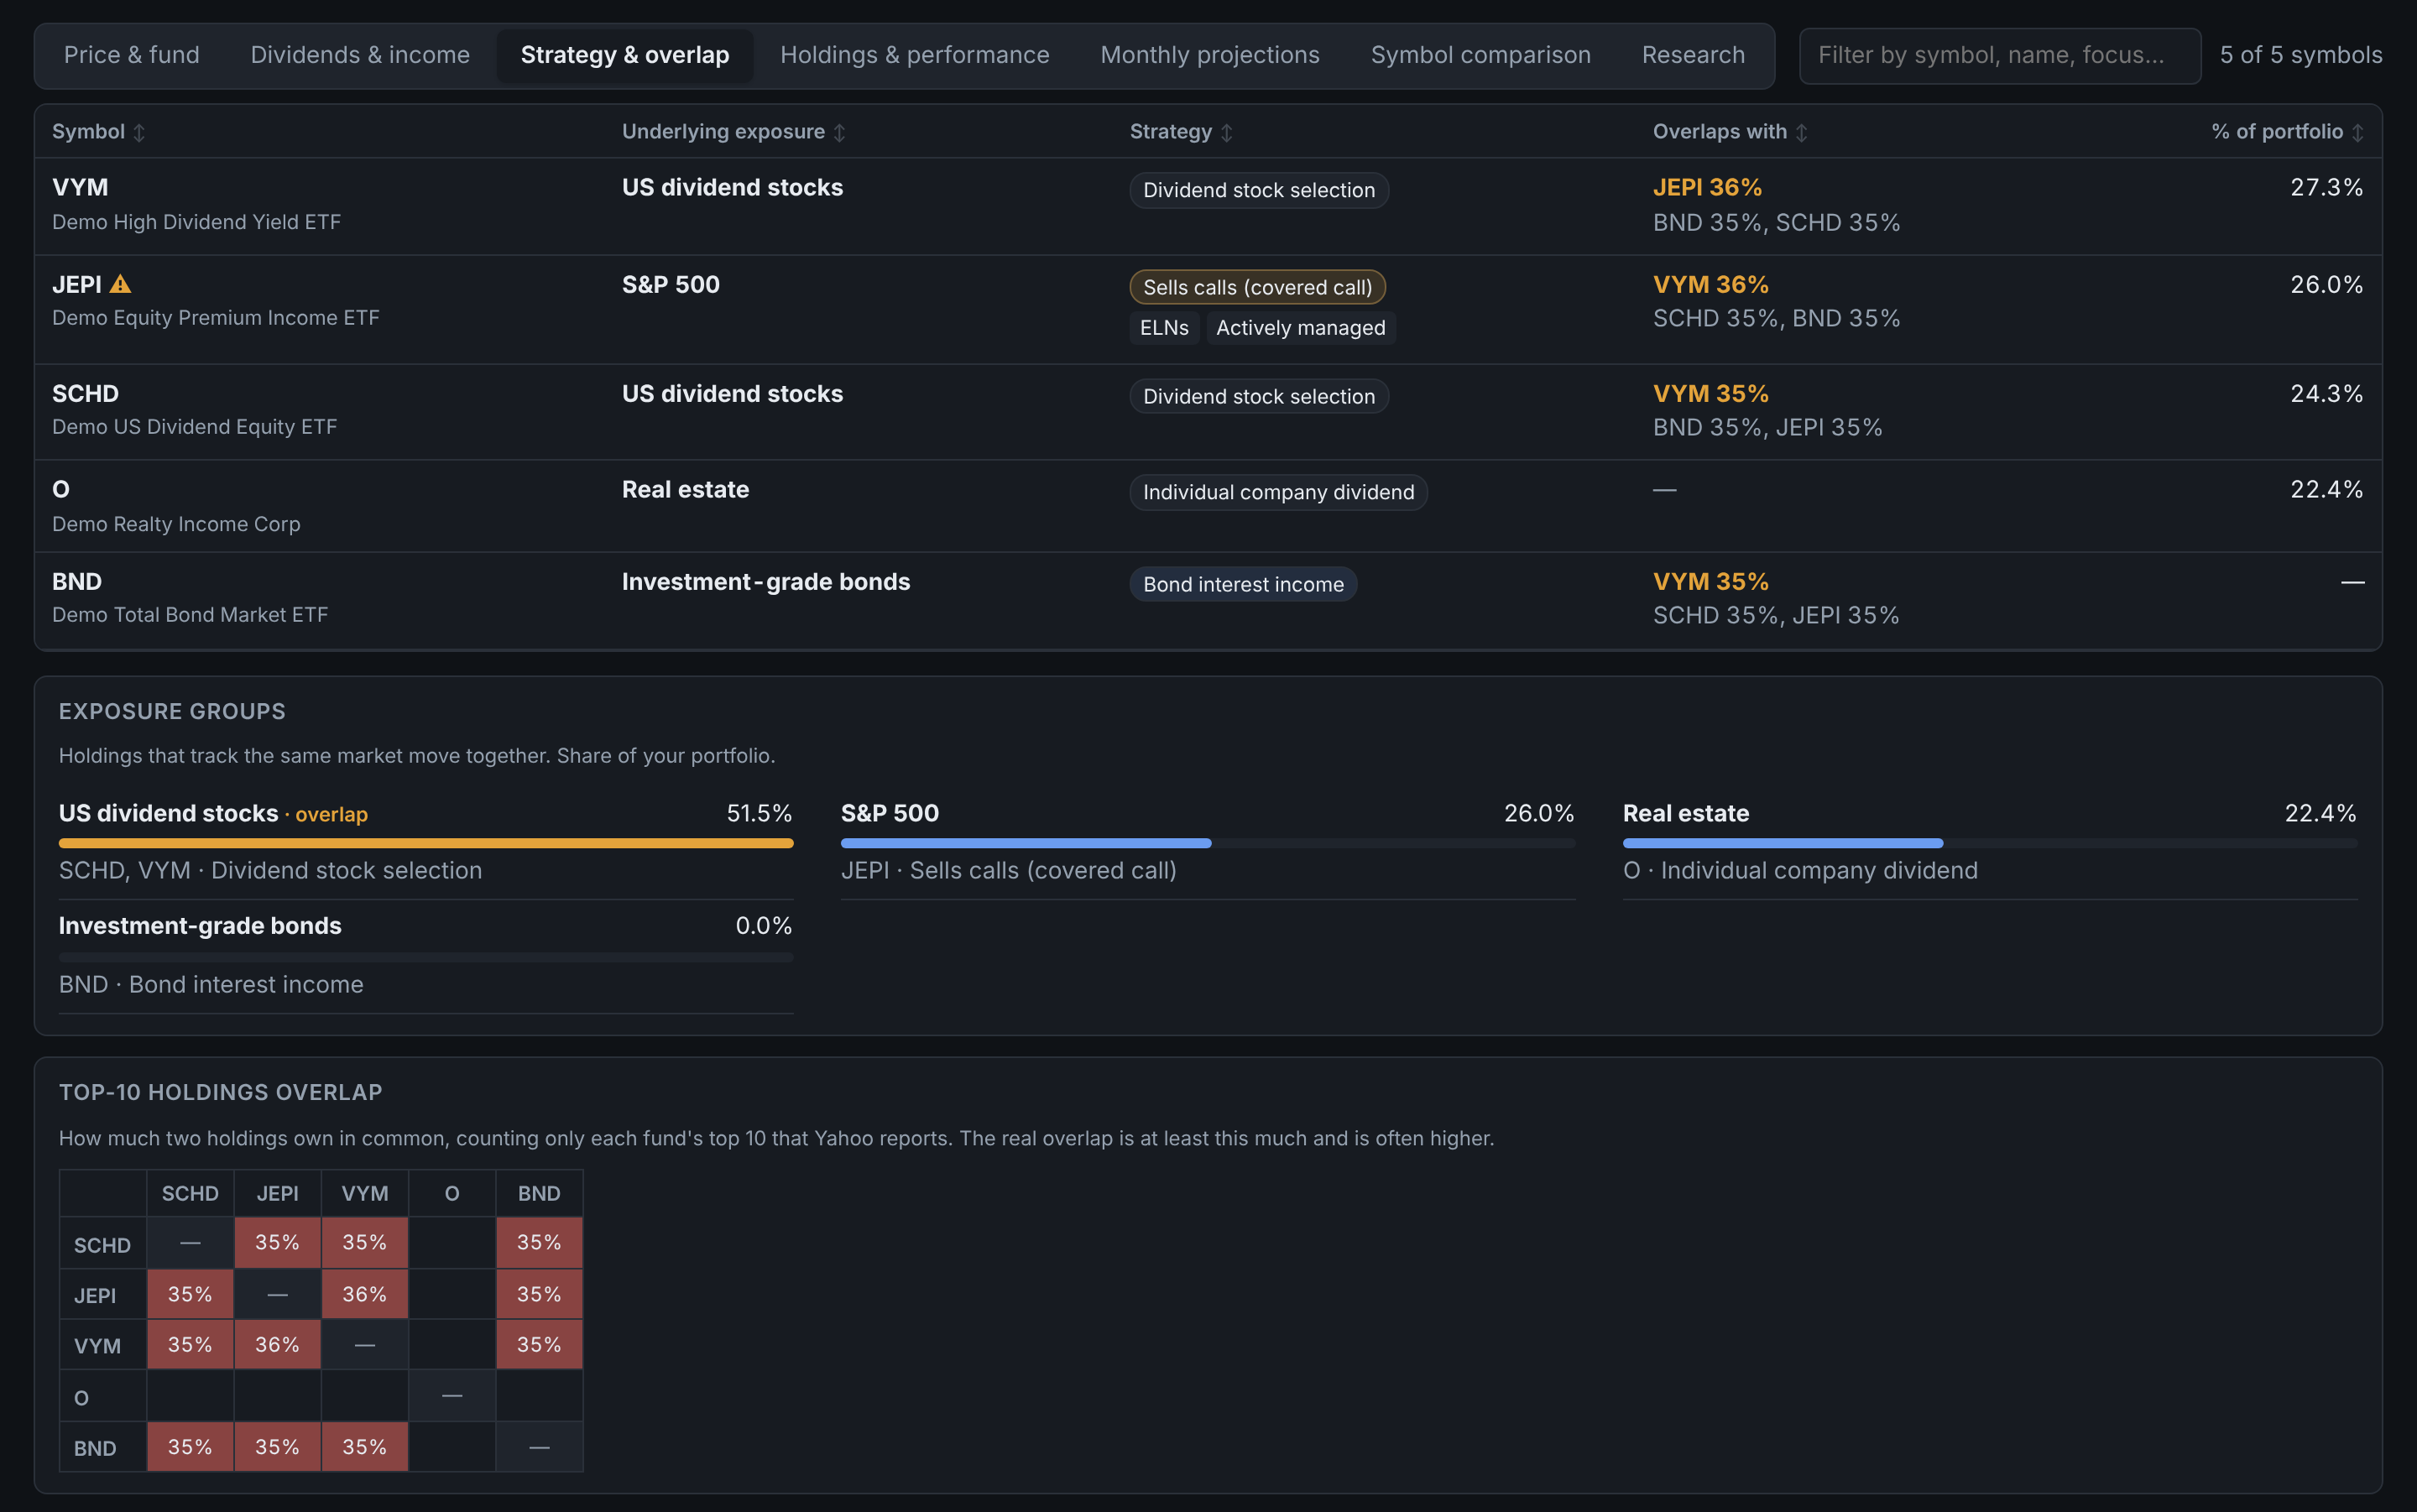 Price & fund Dividends & income Strategy & overlap Holdings & performance Monthly projections Symbol comparison Research Filter by symbol, name, focus... 5 of 5 symbols
Symbol Underlying exposure Strategy Overlaps with % of portfolio
VYM US dividend stocks Dividend stock selection JEPI 36% 27.3%
Demo High Dividend Yield ETF BND 35%, SCHD 35%
JEPI S&P 500 Sells calls (covered call) VYM 36% 26.0%
Demo Equity Premium Income ETF ELNs Actively managed SCHD 35%, BND 35%
SCHD US dividend stocks Dividend stock selection VYM 35% 24.3%
Demo US Dividend Equity ETF BND 35%, JEPI 35%
O Real estate Individual company dividend — 22.4%
Demo Realty Income Corp
BND Investment-grade bonds Bond interest income VYM 35% —
Demo Total Bond Market ETF SCHD 35%, JEPI 35%
EXPOSURE GROUPS
Holdings that track the same market move together. Share of your portfolio.
US dividend stocks · overlap 51.5% S&P 500 26.0% Real estate 22.4%
SCHD, VYM · Dividend stock selection JEPI · Sells calls (covered call) O · Individual company dividend
Investment-grade bonds 0.0%
BND · Bond interest income
TOP-10 HOLDINGS OVERLAP
How much two holdings own in common, counting only each fund's top 10 that Yahoo reports. The real overlap is at least this much and is often higher.
SCHD JEPI VYM O BND
SCHD — 35% 35% 35%
JEPI 35% — 36% 35%
VYM 35% 36% — 35%
O —
BND 35% 35% 35% —